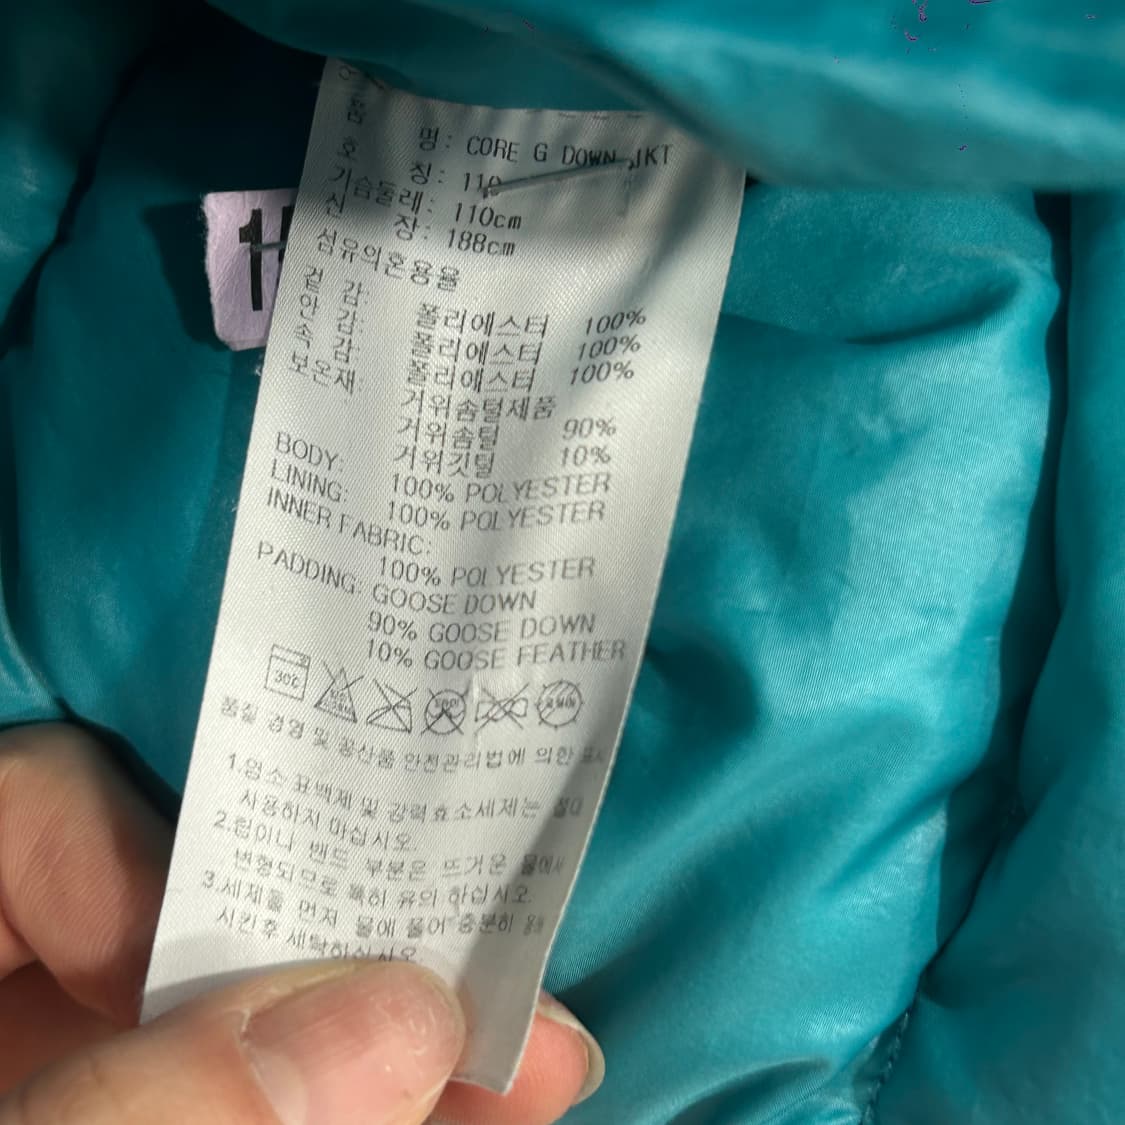 품 명: CORE G DOWN JKT
호 칭: 110
가슴둘레: 110cm
신 장: 188cm
섬유의혼용율
겉 감: 폴리에스터 100%
안 감: 폴리에스터 100%
속 감: 폴리에스터 100%
보온재: 거위솜털제품
거위솜털 90%
거위깃털 10%
BODY: 100% POLYESTER
LINING: 100% POLYESTER
INNER FABRIC:
100% POLYESTER
PADDING: GOOSE DOWN
90% GOOSE DOWN
10% GOOSE FEATHER
30℃
품질 경영 및 공산품 안전관리법에 의한
1.염소 표백제 및 강력효소세제는
사용하지 마십시오.
2.립이나 밴드 부분은 뜨거운 물에서
변형되므로 특히 유의 하십시오.
3.세제를 먼저 물에 풀어 충분히
시킨후 세탁하십시오